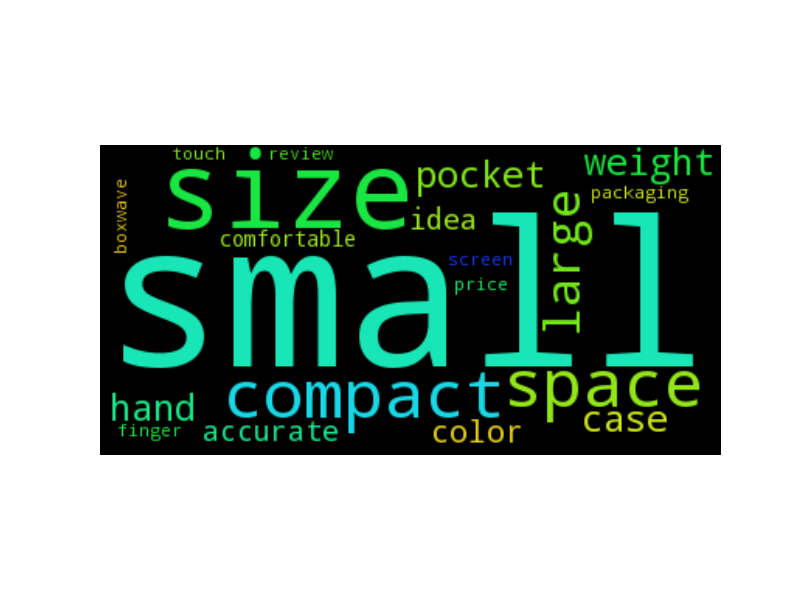 touch review
size
pocket
weight
packaging
boxwave
idea
comfortable
large
small
screen
price
compact
space
hand
case
finger
accurate
color